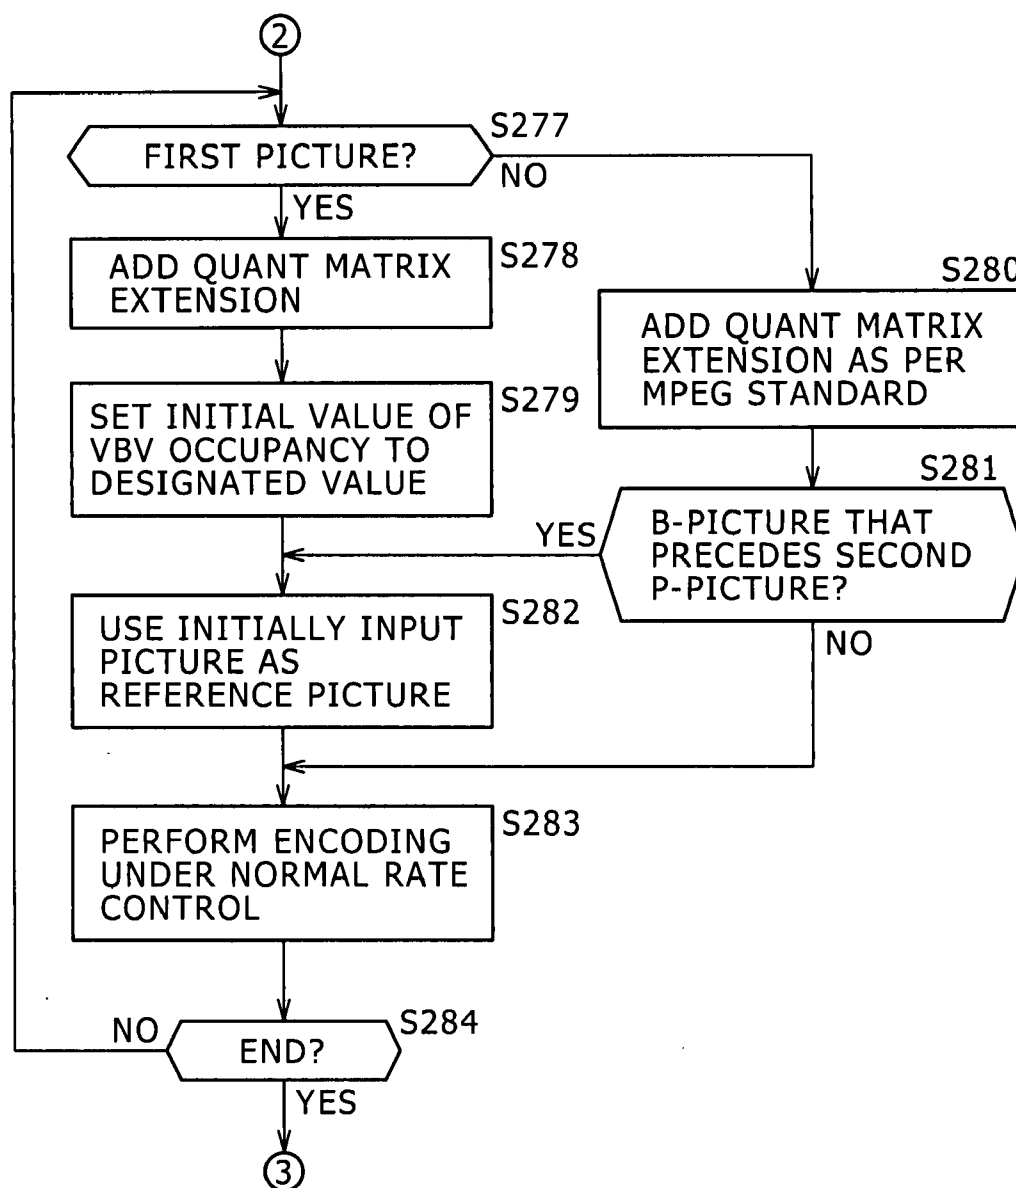 2
S277
FIRST PICTURE?
NO
YES
S278
ADD QUANT MATRIX
EXTENSION
S280
ADD QUANT MATRIX
EXTENSION AS PER
MPEG STANDARD
S279
SET INITIAL VALUE OF
VBV OCCUPANCY TO
DESIGNATED VALUE
S281
B-PICTURE THAT
PRECEDES SECOND
P-PICTURE?
YES
NO
S282
USE INITIALLY INPUT
PICTURE AS
REFERENCE PICTURE
S283
PERFORM ENCODING
UNDER NORMAL RATE
CONTROL
S284
END?
NO
YES
3